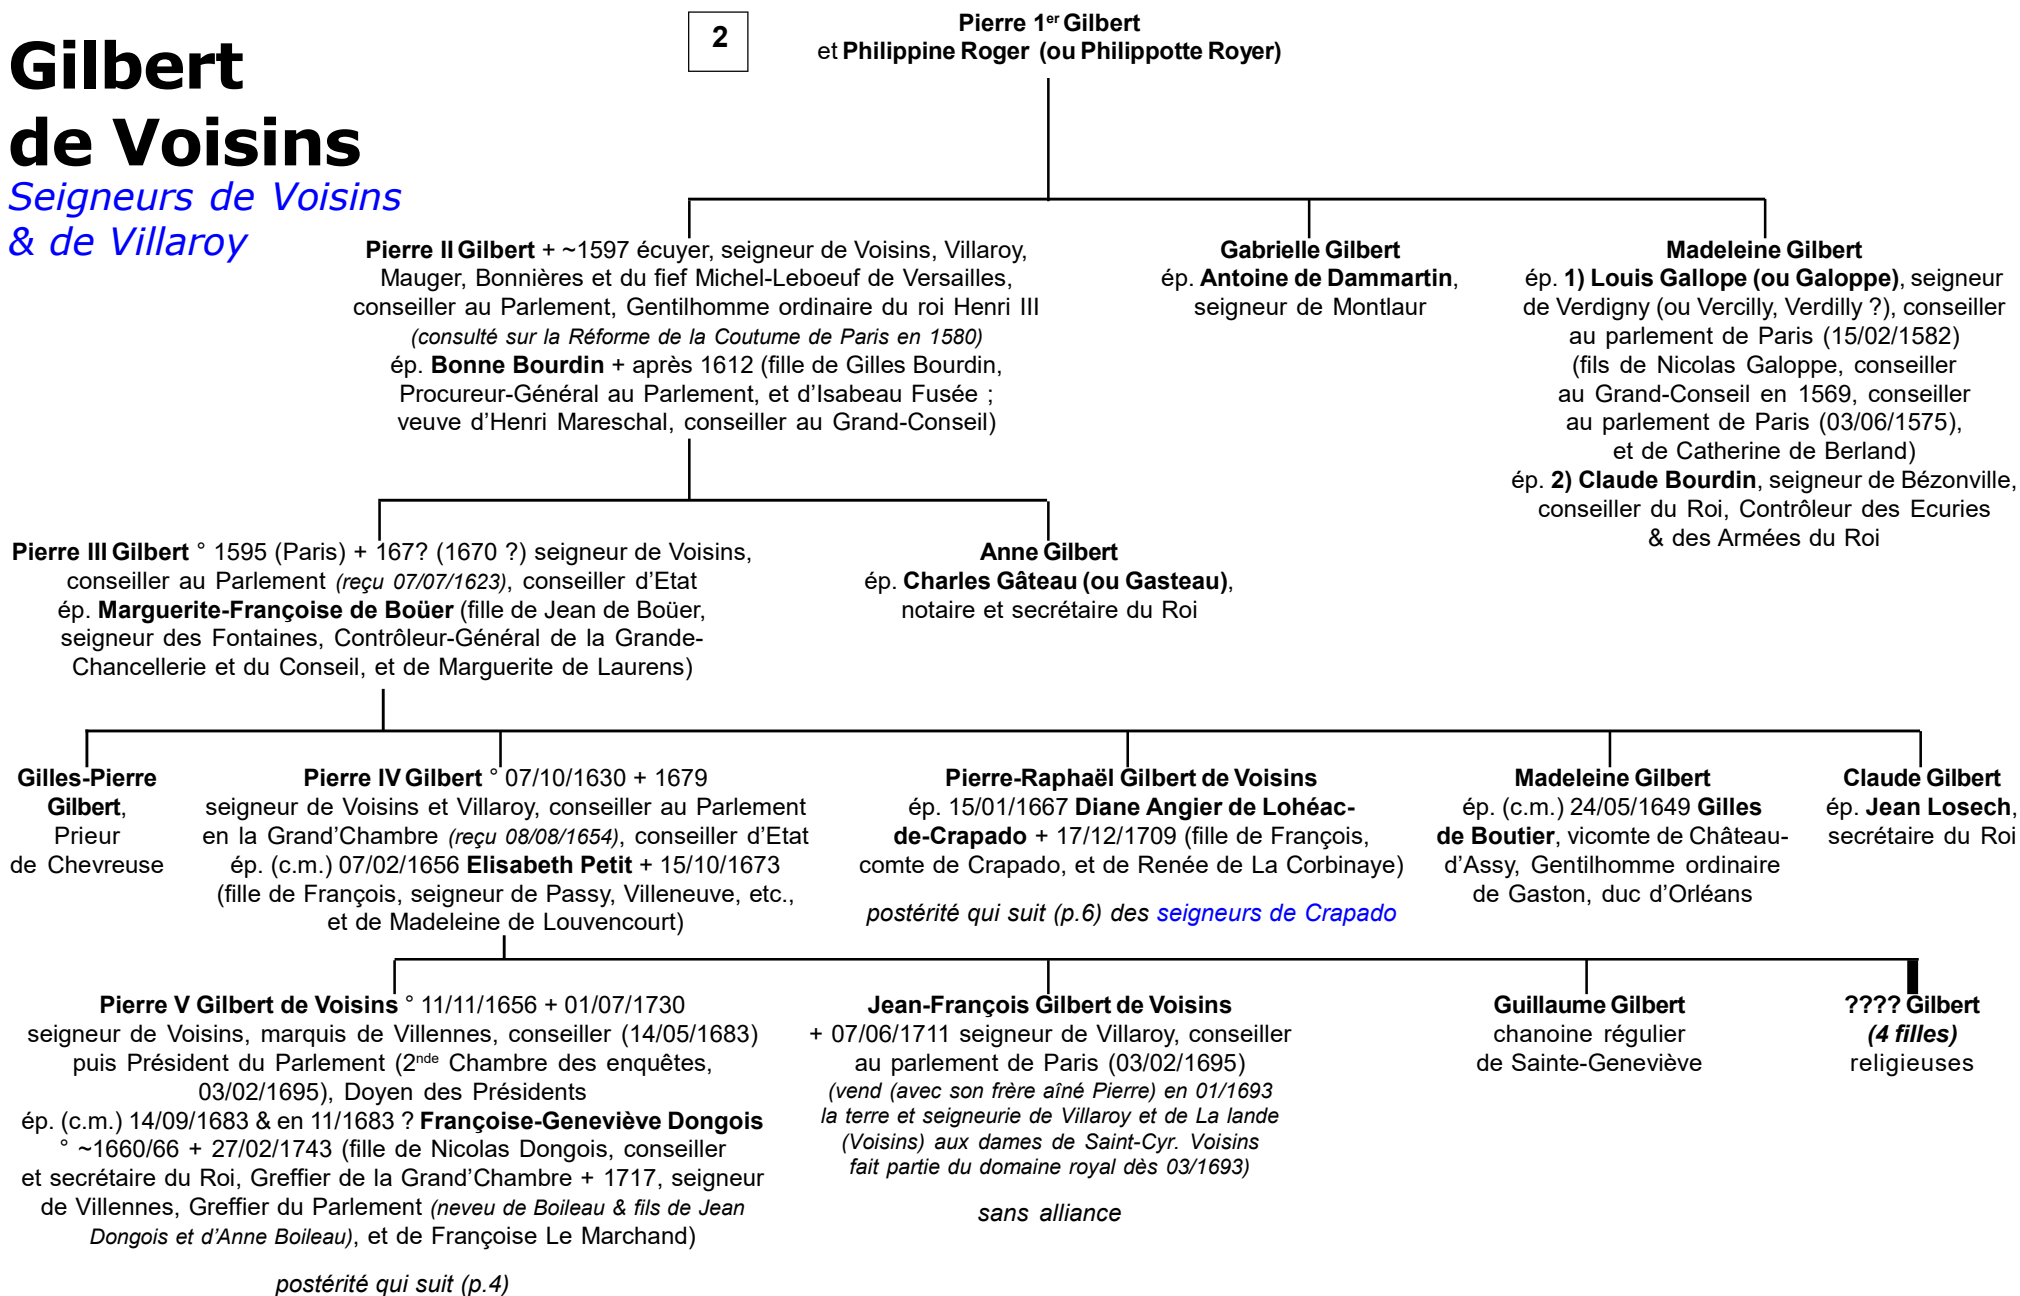 Gilbert
de Voisins
Seigneurs de Voisins
& de Villaroy
2
Pierre 1er Gilbert
et Philippine Roger (ou Philippotte Royer)
Pierre II Gilbert + ~1597 écuyer, seigneur de Voisins, Villaroy,
Mauger, Bonnières et du fief Michel-Leboeuf de Versailles,
conseiller au Parlement, Gentilhomme ordinaire du roi Henri III
(consulté sur la Réforme de la Coutume de Paris en 1580)
ép. Bonne Bourdin + après 1612 (fille de Gilles Bourdin,
Procureur-Général au Parlement, et d'Isabeau Fusée ;
veuve d'Henri Mareschal, conseiller au Grand-Conseil)
Gabrielle Gilbert
ép. Antoine de Dammartin,
seigneur de Montlaur
Madeleine Gilbert
ép. 1) Louis Gallope (ou Galoppe), seigneur
de Verdigny (ou Vercilly, Verdilly ?), conseiller
au parlement de Paris (15/02/1582)
(fils de Nicolas Galoppe, conseiller
au Grand-Conseil en 1569, conseiller
au parlement de Paris (03/06/1575),
et de Catherine de Berland)
ép. 2) Claude Bourdin, seigneur de Bézonville,
conseiller du Roi, Contrôleur des Ecuries
& des Armées du Roi
Pierre III Gilbert ° 1595 (Paris) + 167? (1670 ?) seigneur de Voisins,
conseiller au Parlement (reçu 07/07/1623), conseiller d'Etat
ép. Marguerite-Françoise de Boüer (fille de Jean de Boüer,
seigneur des Fontaines, Contrôleur-Général de la Grande-
Chancellerie et du Conseil, et de Marguerite de Laurens)
Anne Gilbert
ép. Charles Gâteau (ou Gasteau),
notaire et secrétaire du Roi
Gilles-Pierre
Gilbert,
Prieur
de Chevreuse
Pierre IV Gilbert ° 07/10/1630 + 1679
seigneur de Voisins et Villaroy, conseiller au Parlement
en la Grand'Chambre (reçu 08/08/1654), conseiller d'Etat
ép. (c.m.) 07/02/1656 Elisabeth Petit + 15/10/1673
(fille de François, seigneur de Passy, Villeneuve, etc.,
et de Madeleine de Louvencourt)
Pierre-Raphaël Gilbert de Voisins
ép. 15/01/1667 Diane Angier de Lohéac-
de-Crapado + 17/12/1709 (fille de François,
comte de Crapado, et de Renée de La Corbinaye)
postérité qui suit (p.6) des seigneurs de Crapado
Madeleine Gilbert
ép. (c.m.) 24/05/1649 Gilles
de Boutier, vicomte de Château-
d'Assy, Gentilhomme ordinaire
de Gaston, duc d'Orléans
Claude Gilbert
ép. Jean Losech,
secrétaire du Roi
Pierre V Gilbert de Voisins ° 11/11/1656 + 01/07/1730
seigneur de Voisins, marquis de Villennes, conseiller (14/05/1683)
puis Président du Parlement (2nde Chambre des enquêtes,
03/02/1695), Doyen des Présidents
ép. (c.m.) 14/09/1683 & en 11/1683 ? Françoise-Geneviève Dongois
° ~1660/66 + 27/02/1743 (fille de Nicolas Dongois, conseiller
et secrétaire du Roi, Greffier de la Grand'Chambre + 1717, seigneur
de Villennes, Greffier du Parlement (neveu de Boileau & fils de Jean
Dongois et d'Anne Boileau), et de Françoise Le Marchand)
postérité qui suit (p.4)
Jean-François Gilbert de Voisins
+ 07/06/1711 seigneur de Villaroy, conseiller
au parlement de Paris (03/02/1695)
(vend (avec son frère aîné Pierre) en 01/1693
la terre et seigneurie de Villaroy et de La lande
(Voisins) aux dames de Saint-Cyr. Voisins
fait partie du domaine royal dès 03/1693)
sans alliance
Guillaume Gilbert
chanoine régulier
de Sainte-Geneviève
???? Gilbert
(4 filles)
religieuses